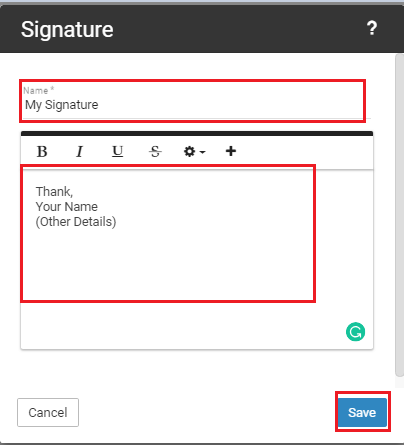 Signature ?
Name *
My Signature
B I U S
Thank,
Your Name
(Other Details)
Cancel Save